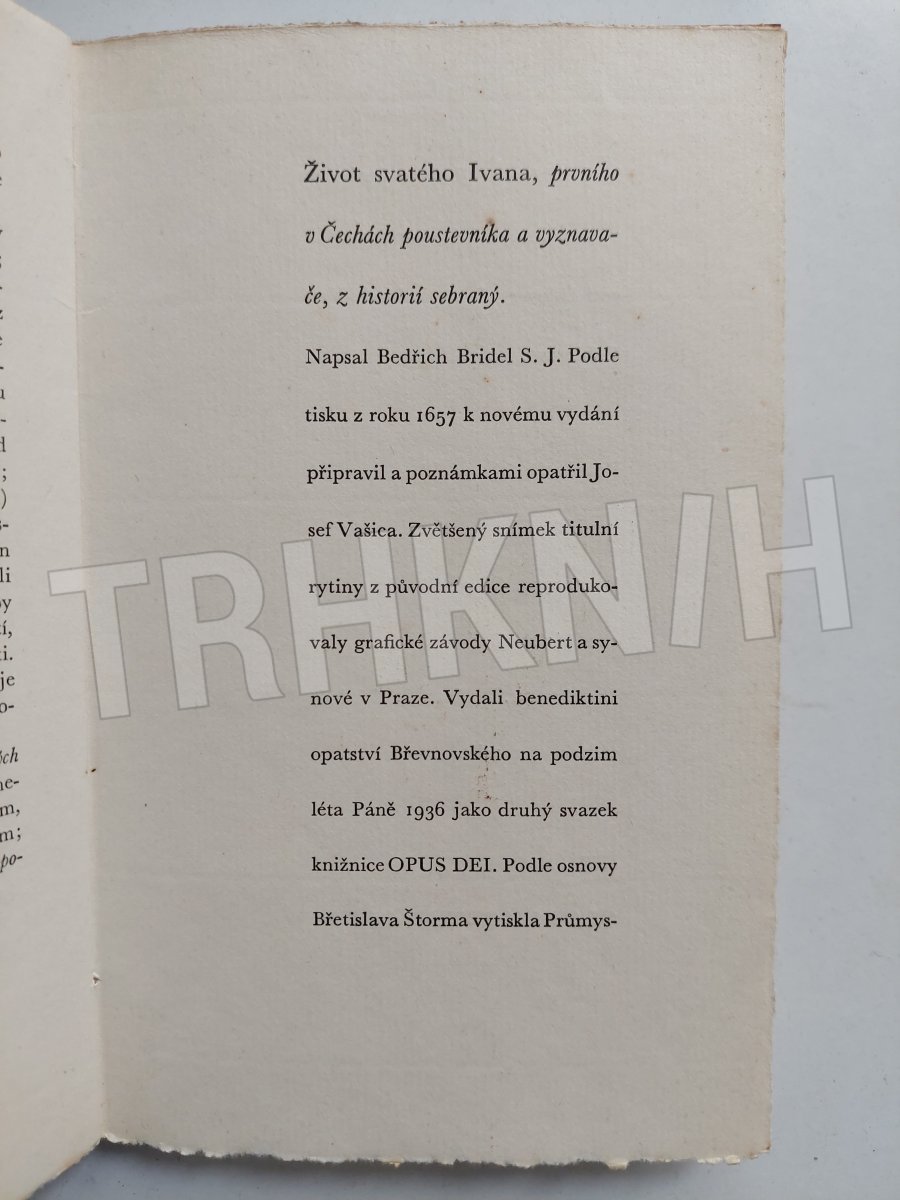 Život svatého Ivana, prvního
v Čechách poustevníka a vyznava-
če, z historií sebraný.
Napsal Bedřich Bridel S. J. Podle
tisku z roku 1657 k novému vydání
připravil a poznámkami opatřil Jo-
sef Vašica. Zvětšený snímek titulní
rytiny z původní edice reproduko-
valy grafické závody Neubert a sy-
nové v Praze. Vydali benediktini
opatství Břevnovského na podzim
léta Páně 1936 jako druhý svazek
knižnice OPUS DEI. Podle osnovy
Břetislava Štorma vytiskla Průmys-
TRHKNIH